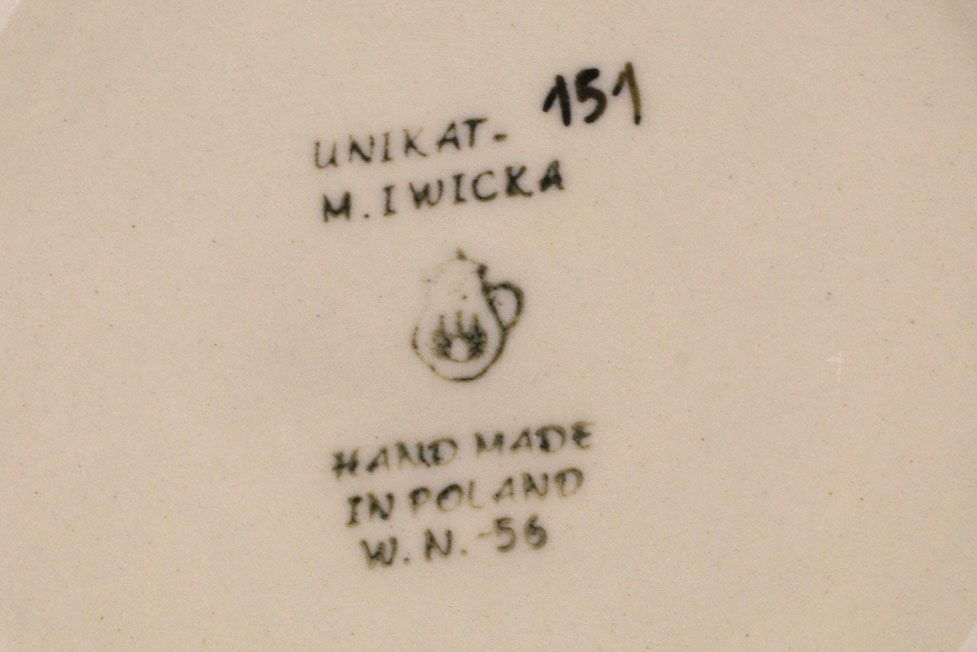 UNIKAT- 151
M. IWICKA
HAND MADE
IN POLAND
W. N. -56